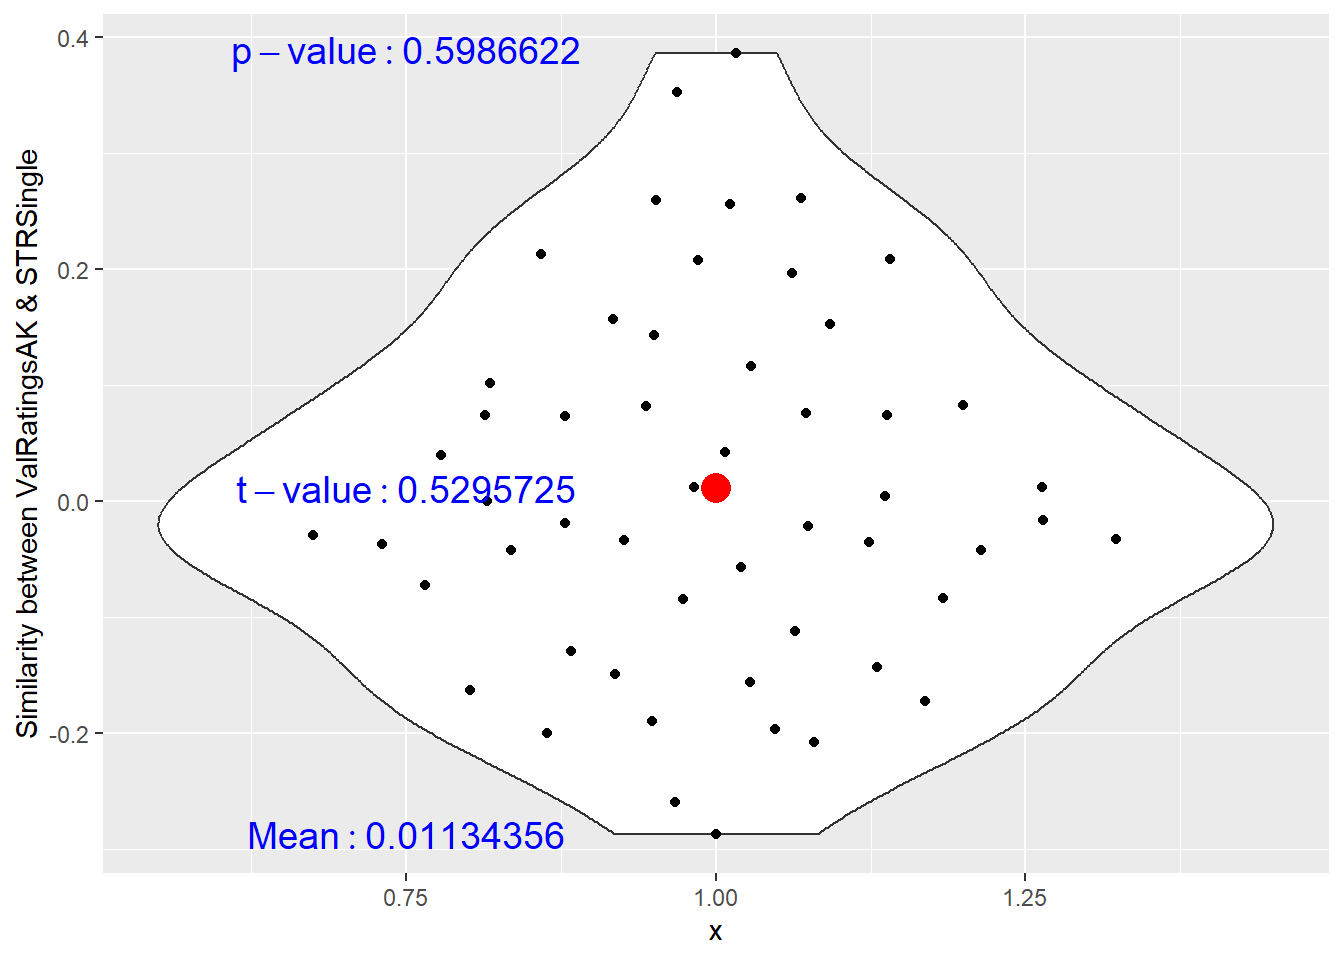 0.4
p – value : 0.5986622
0.2
Similarity between ValRatingsAK & STRSingle
0.0
t – value : 0.5295725
-0.2
Mean : 0.01134356
0.75
1.00
1.25
x